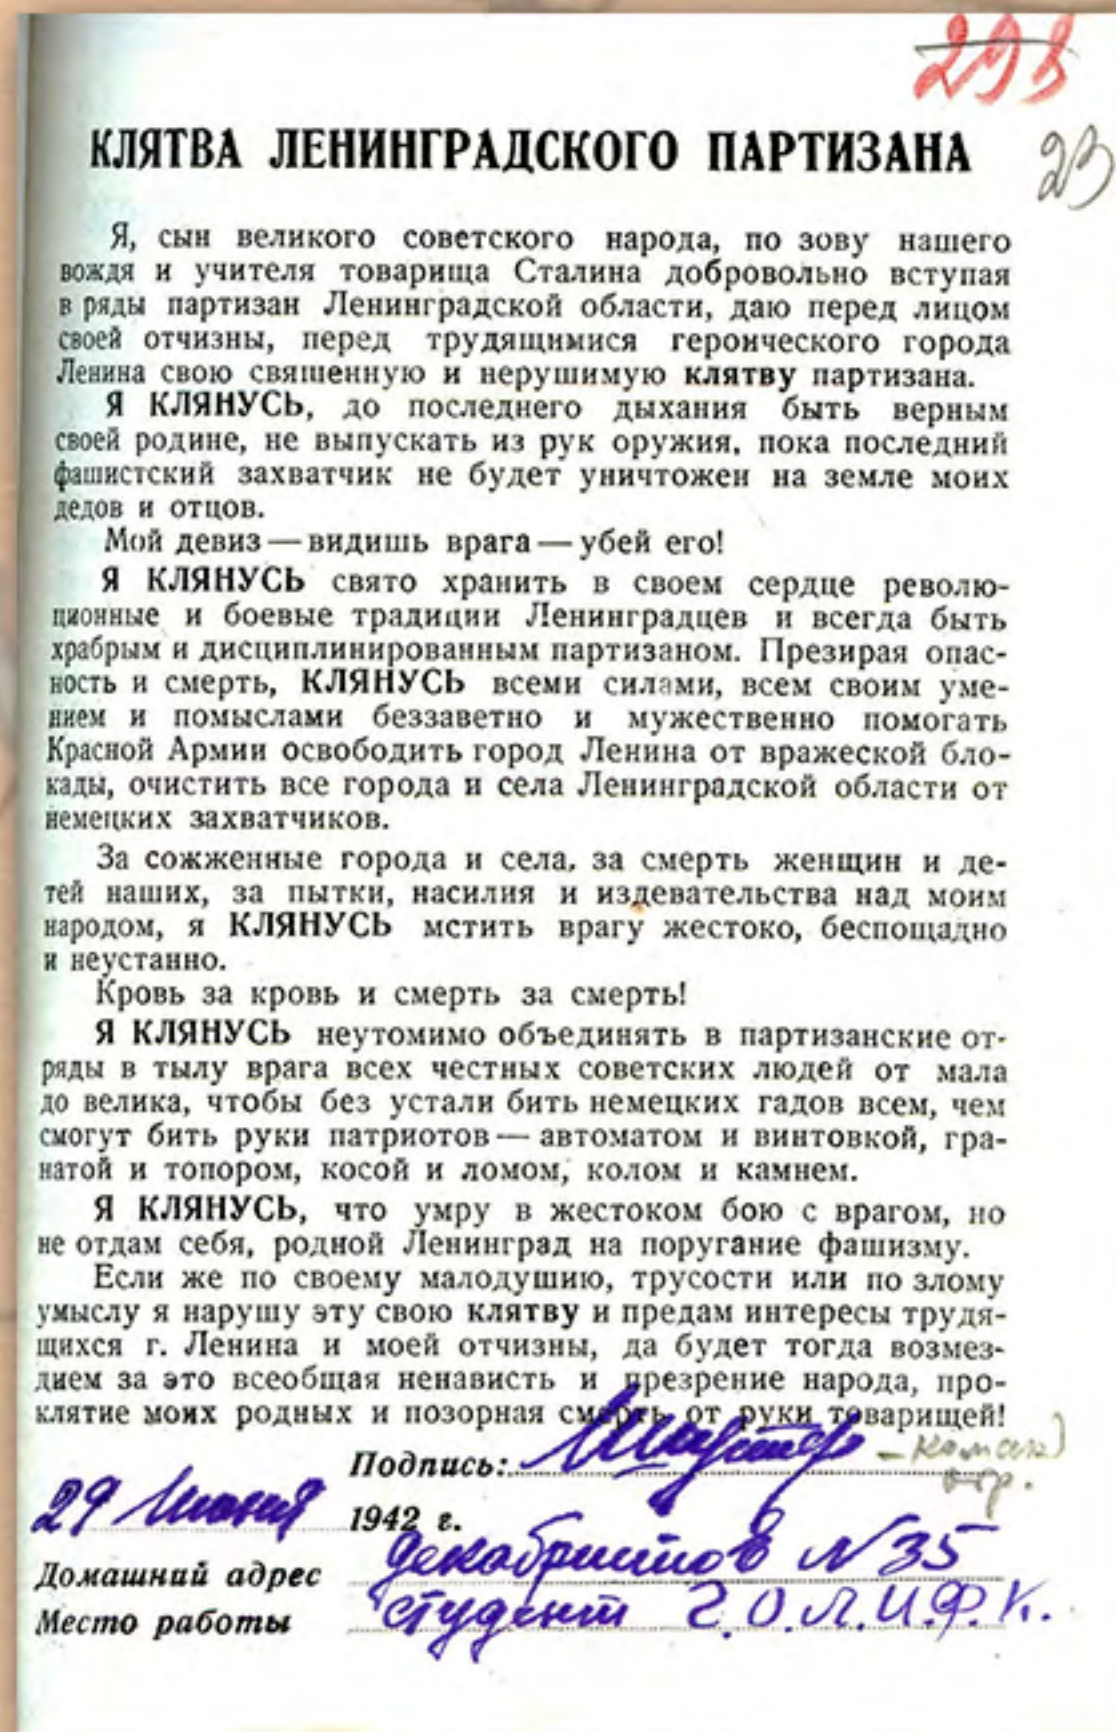 293
23
КЛЯТВА ЛЕНИНГРАДСКОГО ПАРТИЗАНА
Я, сын великого советского народа, по зову нашего
вождя и учителя товарища Сталина добровольно вступая
в ряды партизан Ленинградской области, даю перед лицом
своей отчизны, перед трудящимися героического города
Ленина свою священную и нерушимую клятву партизана.
Я КЛЯНУСЬ, до последнего дыхания быть верным
своей родине, не выпускать из рук оружия, пока последний
фашистский захватчик не будет уничтожен на земле моих
дедов и отцов.
Мой девиз — видишь врага — убей его!
Я КЛЯНУСЬ свято хранить в своем сердце револю-
ционные и боевые традиции Ленинградцев и всегда быть
храбрым и дисциплинированным партизаном. Презирая опас-
ность и смерть, КЛЯНУСЬ всеми силами, всем своим уме-
нием и помыслами беззаветно и мужественно помогать
Красной Армии освободить город Ленина от вражеской бло-
кады, очистить все города и села Ленинградской области от
немецких захватчиков.
За сожженные города и села, за смерть женщин и де-
тей наших, за пытки, насилия и издевательства над моим
народом, я КЛЯНУСЬ мстить врагу жестоко, беспощадно
и неустанно.
Кровь за кровь и смерть за смерть!
Я КЛЯНУСЬ неутомимо объединять в партизанские от-
ряды в тылу врага всех честных советских людей от мала
до велика, чтобы без устали бить немецких гадов всем, чем
смогут бить руки патриотов — автоматом и винтовкой, гра-
натой и топором, косой и ломом, колом и камнем.
Я КЛЯНУСЬ, что умру в жестоком бою с врагом, но
не отдам себя, родной Ленинград на поругание фашизму.
Если же по своему малодушию, трусости или по злому
умыслу я нарушу эту свою клятву и предам интересы трудя-
щихся г. Ленина и моей отчизны, да будет тогда возмез-
дием за это всеобщая ненависть и презрение народа, про-
клятие моих родных и позорная смерть от руки товарищей!
Подпись:
29 1942 г.
Домашний адрес Декабристов №35
Место работы студент Г.О.Л.И.Ф.К.